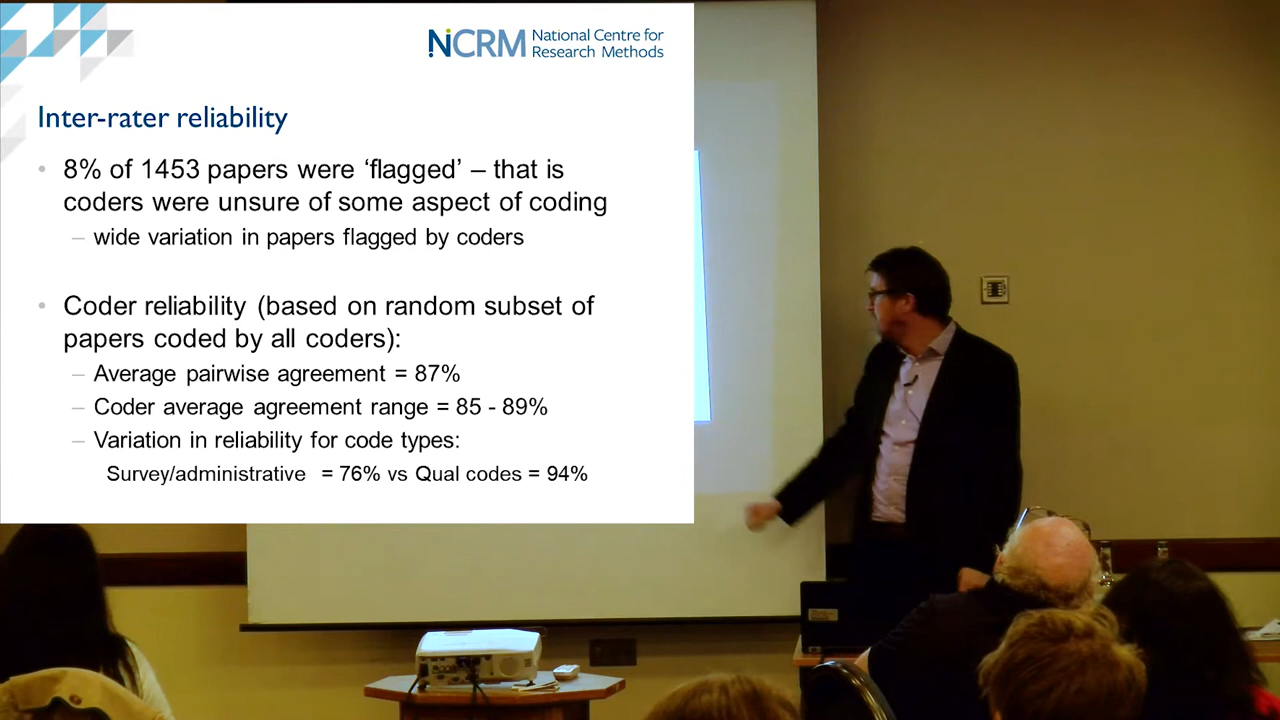 NCRM National Centre for
Research Methods
Inter-rater reliability
• 8% of 1453 papers were ‘flagged’ – that is
coders were unsure of some aspect of coding
– wide variation in papers flagged by coders
• Coder reliability (based on random subset of
papers coded by all coders):
– Average pairwise agreement = 87%
– Coder average agreement range = 85 - 89%
– Variation in reliability for code types:
Survey/administrative = 76% vs Qual codes = 94%